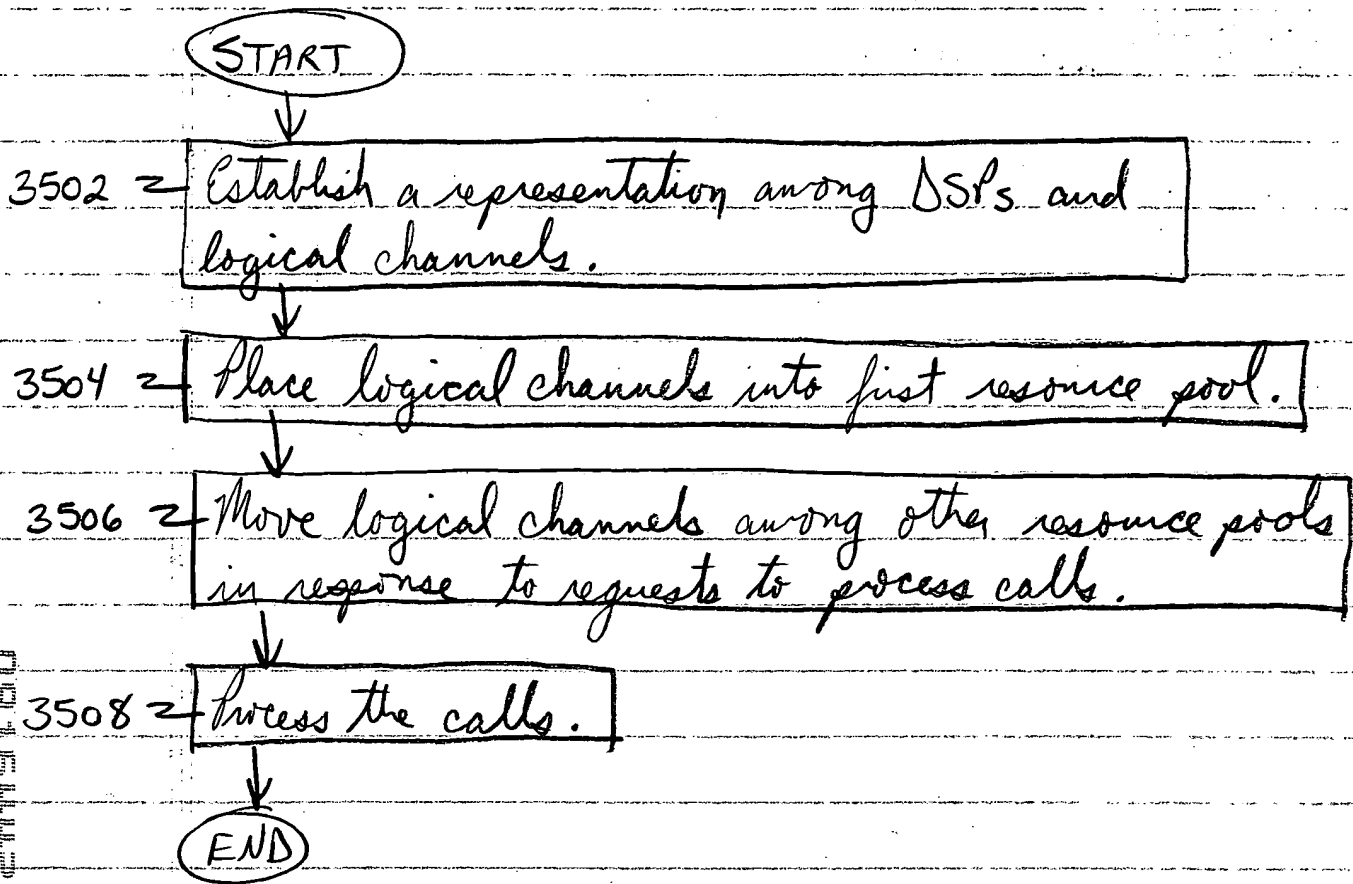 START
3502 Establish a representation among DSPs and
logical channels.
3504 Place logical channels into first resource pool.
3506 Move logical channels among other resource pools
in response to requests to process calls.
3508 Process the calls.
END